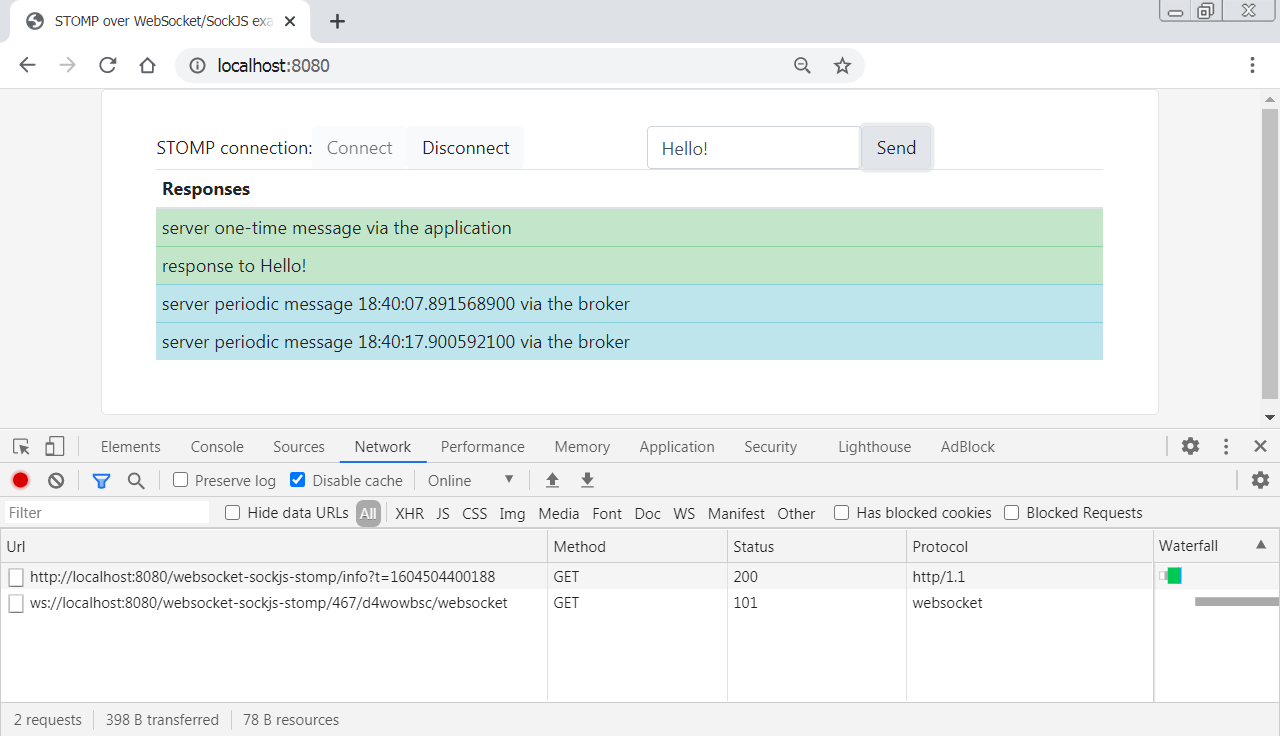 STOMP over WebSocket/SockJS exa
localhost:8080
STOMP connection: Connect Disconnect Hello! Send
Responses
server one-time message via the application
response to Hello!
server periodic message 18:40:07.891568900 via the broker
server periodic message 18:40:17.900592100 via the broker
Elements Console Sources Network Performance Memory Application Security Lighthouse AdBlock
Preserve log Disable cache Online
Filter Hide data URLs All XHR JS CSS Img Media Font Doc WS Manifest Other Has blocked cookies Blocked Requests
Url Method Status Protocol Waterfall
http://localhost:8080/websocket-sockjs-stomp/info?t=1604504400188 GET 200 http/1.1
ws://localhost:8080/websocket-sockjs-stomp/467/d4wowbsc/websocket GET 101 websocket
2 requests 398 B transferred 78 B resources